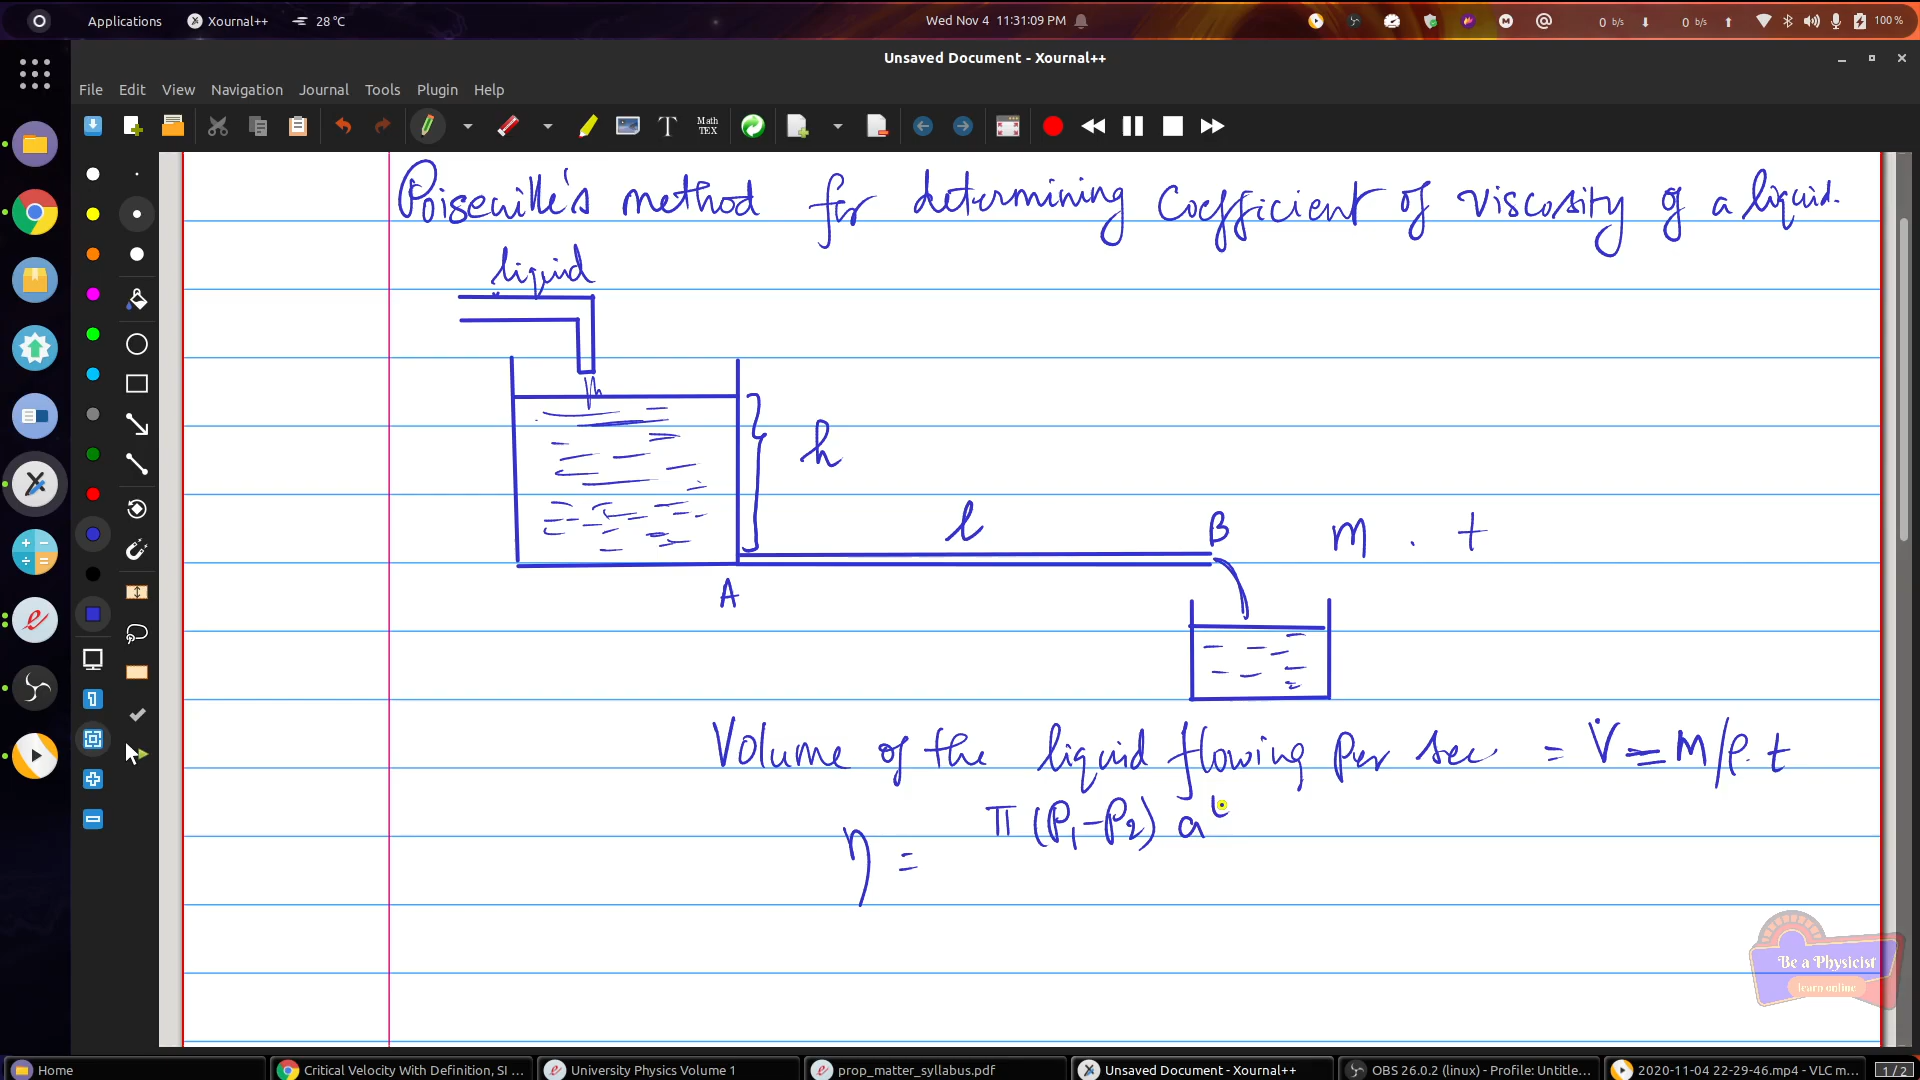 Applications
Xournal++
28 °C
Wed Nov 4 11:31:09 PM
0 b/s
0 b/s
100 %
Unsaved Document - Xournal++
File Edit View Navigation Journal Tools Plugin Help
T
Math
TEX
Poiseuille's method for determining coefficient of viscosity of a liquid.
liquid
h
l
B
m . t
A
Volume of the liquid flowing per sec = V̇ = M/ρ. t
π (P₁-P₂) a
η =
Be a Physicist
learn online
Home
Critical Velocity With Definition, SI ...
University Physics Volume 1
prop_matter_syllabus.pdf
Unsaved Document - Xournal++
OBS 26.0.2 (linux) - Profile: Untitle...
2020-11-04 22-29-46.mp4 - VLC m...
1 / 2